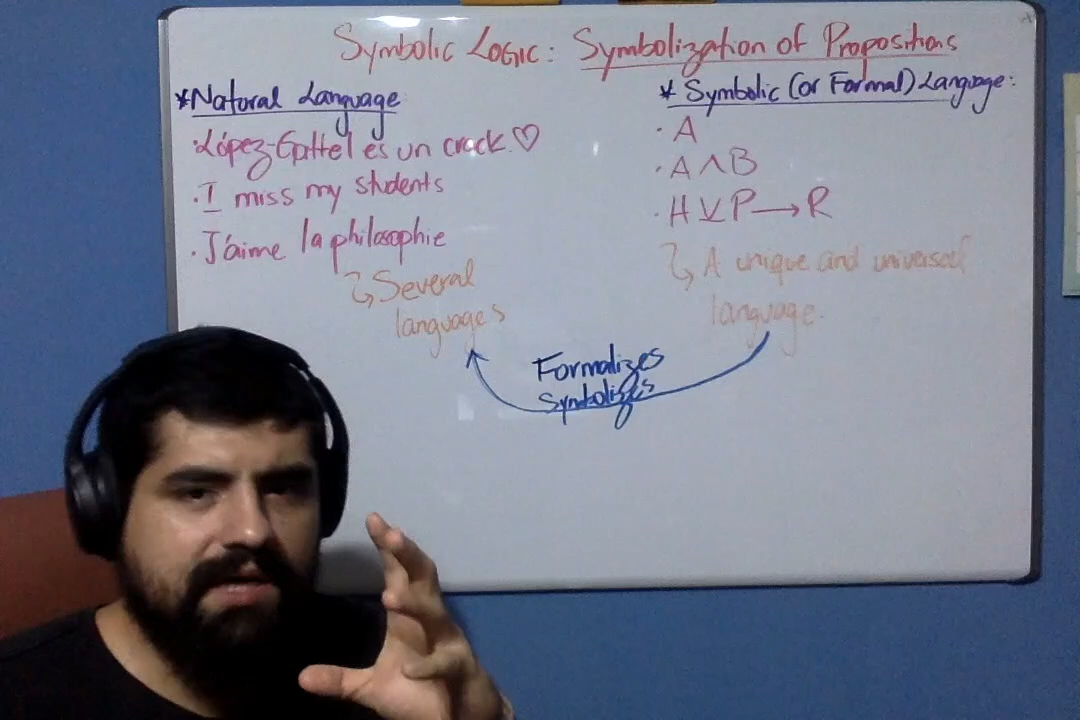 Symbolic Logic: Symbolization of Propositions
*Natural Language
·López-Gattel es un crack.♡
·I miss my students
·J'aime la philosophie
↳Several
languages
* Symbolic (or Formal) Language:
·A
·A∧B
·H⊻P→R
↳ A unique and universal
language.
Formalizes
Symbolizes